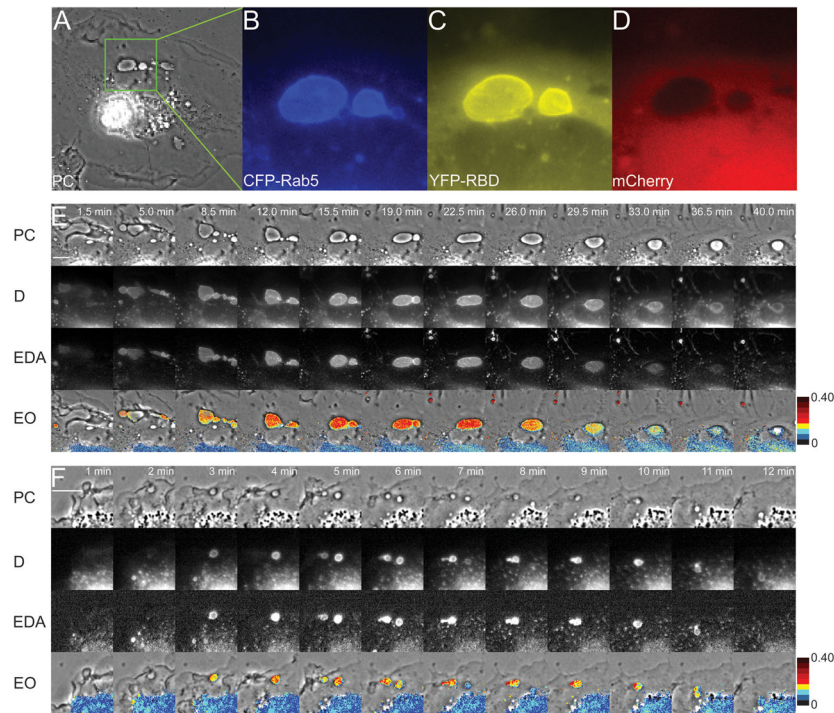 A B C D
PC CFP-Rab5 YFP-RBD mCherry
E 1.5 min 5.0 min 8.5 min 12.0 min 15.5 min 19.0 min 22.5 min 26.0 min 29.5 min 33.0 min 36.5 min 40.0 min
PC
D
EDA
EO
0.40
0
F 1 min 2 min 3 min 4 min 5 min 6 min 7 min 8 min 9 min 10 min 11 min 12 min
PC
D
EDA
EO
0.40
0